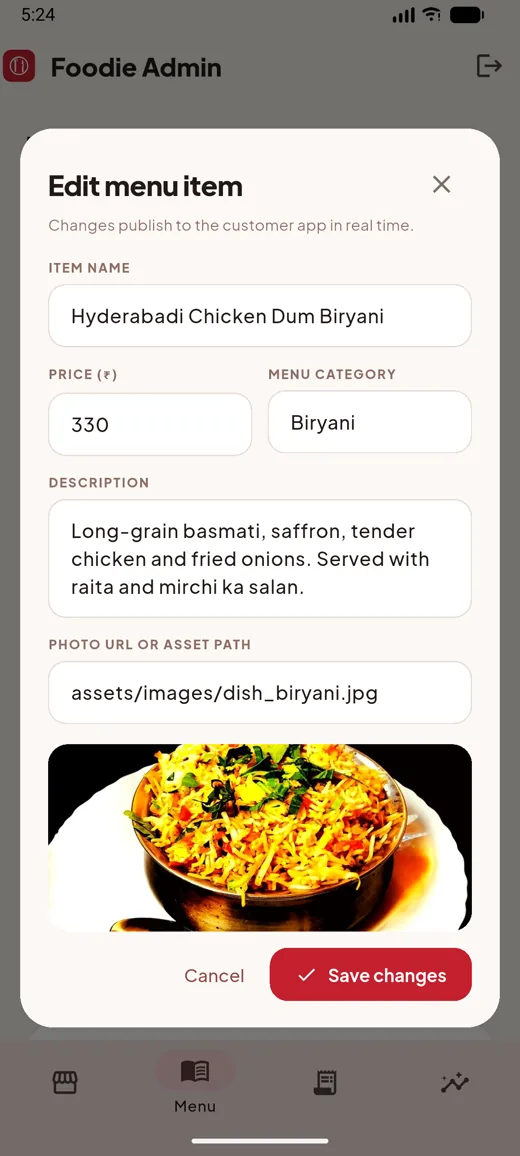 5:24
Foodie Admin
Edit menu item
Changes publish to the customer app in real time.
ITEM NAME
Hyderabadi Chicken Dum Biryani
PRICE (₹)
MENU CATEGORY
330
Biryani
DESCRIPTION
Long-grain basmati, saffron, tender
chicken and fried onions. Served with
raita and mirchi ka salan.
PHOTO URL OR ASSET PATH
assets/images/dish_biryani.jpg
Cancel
Save changes
Menu